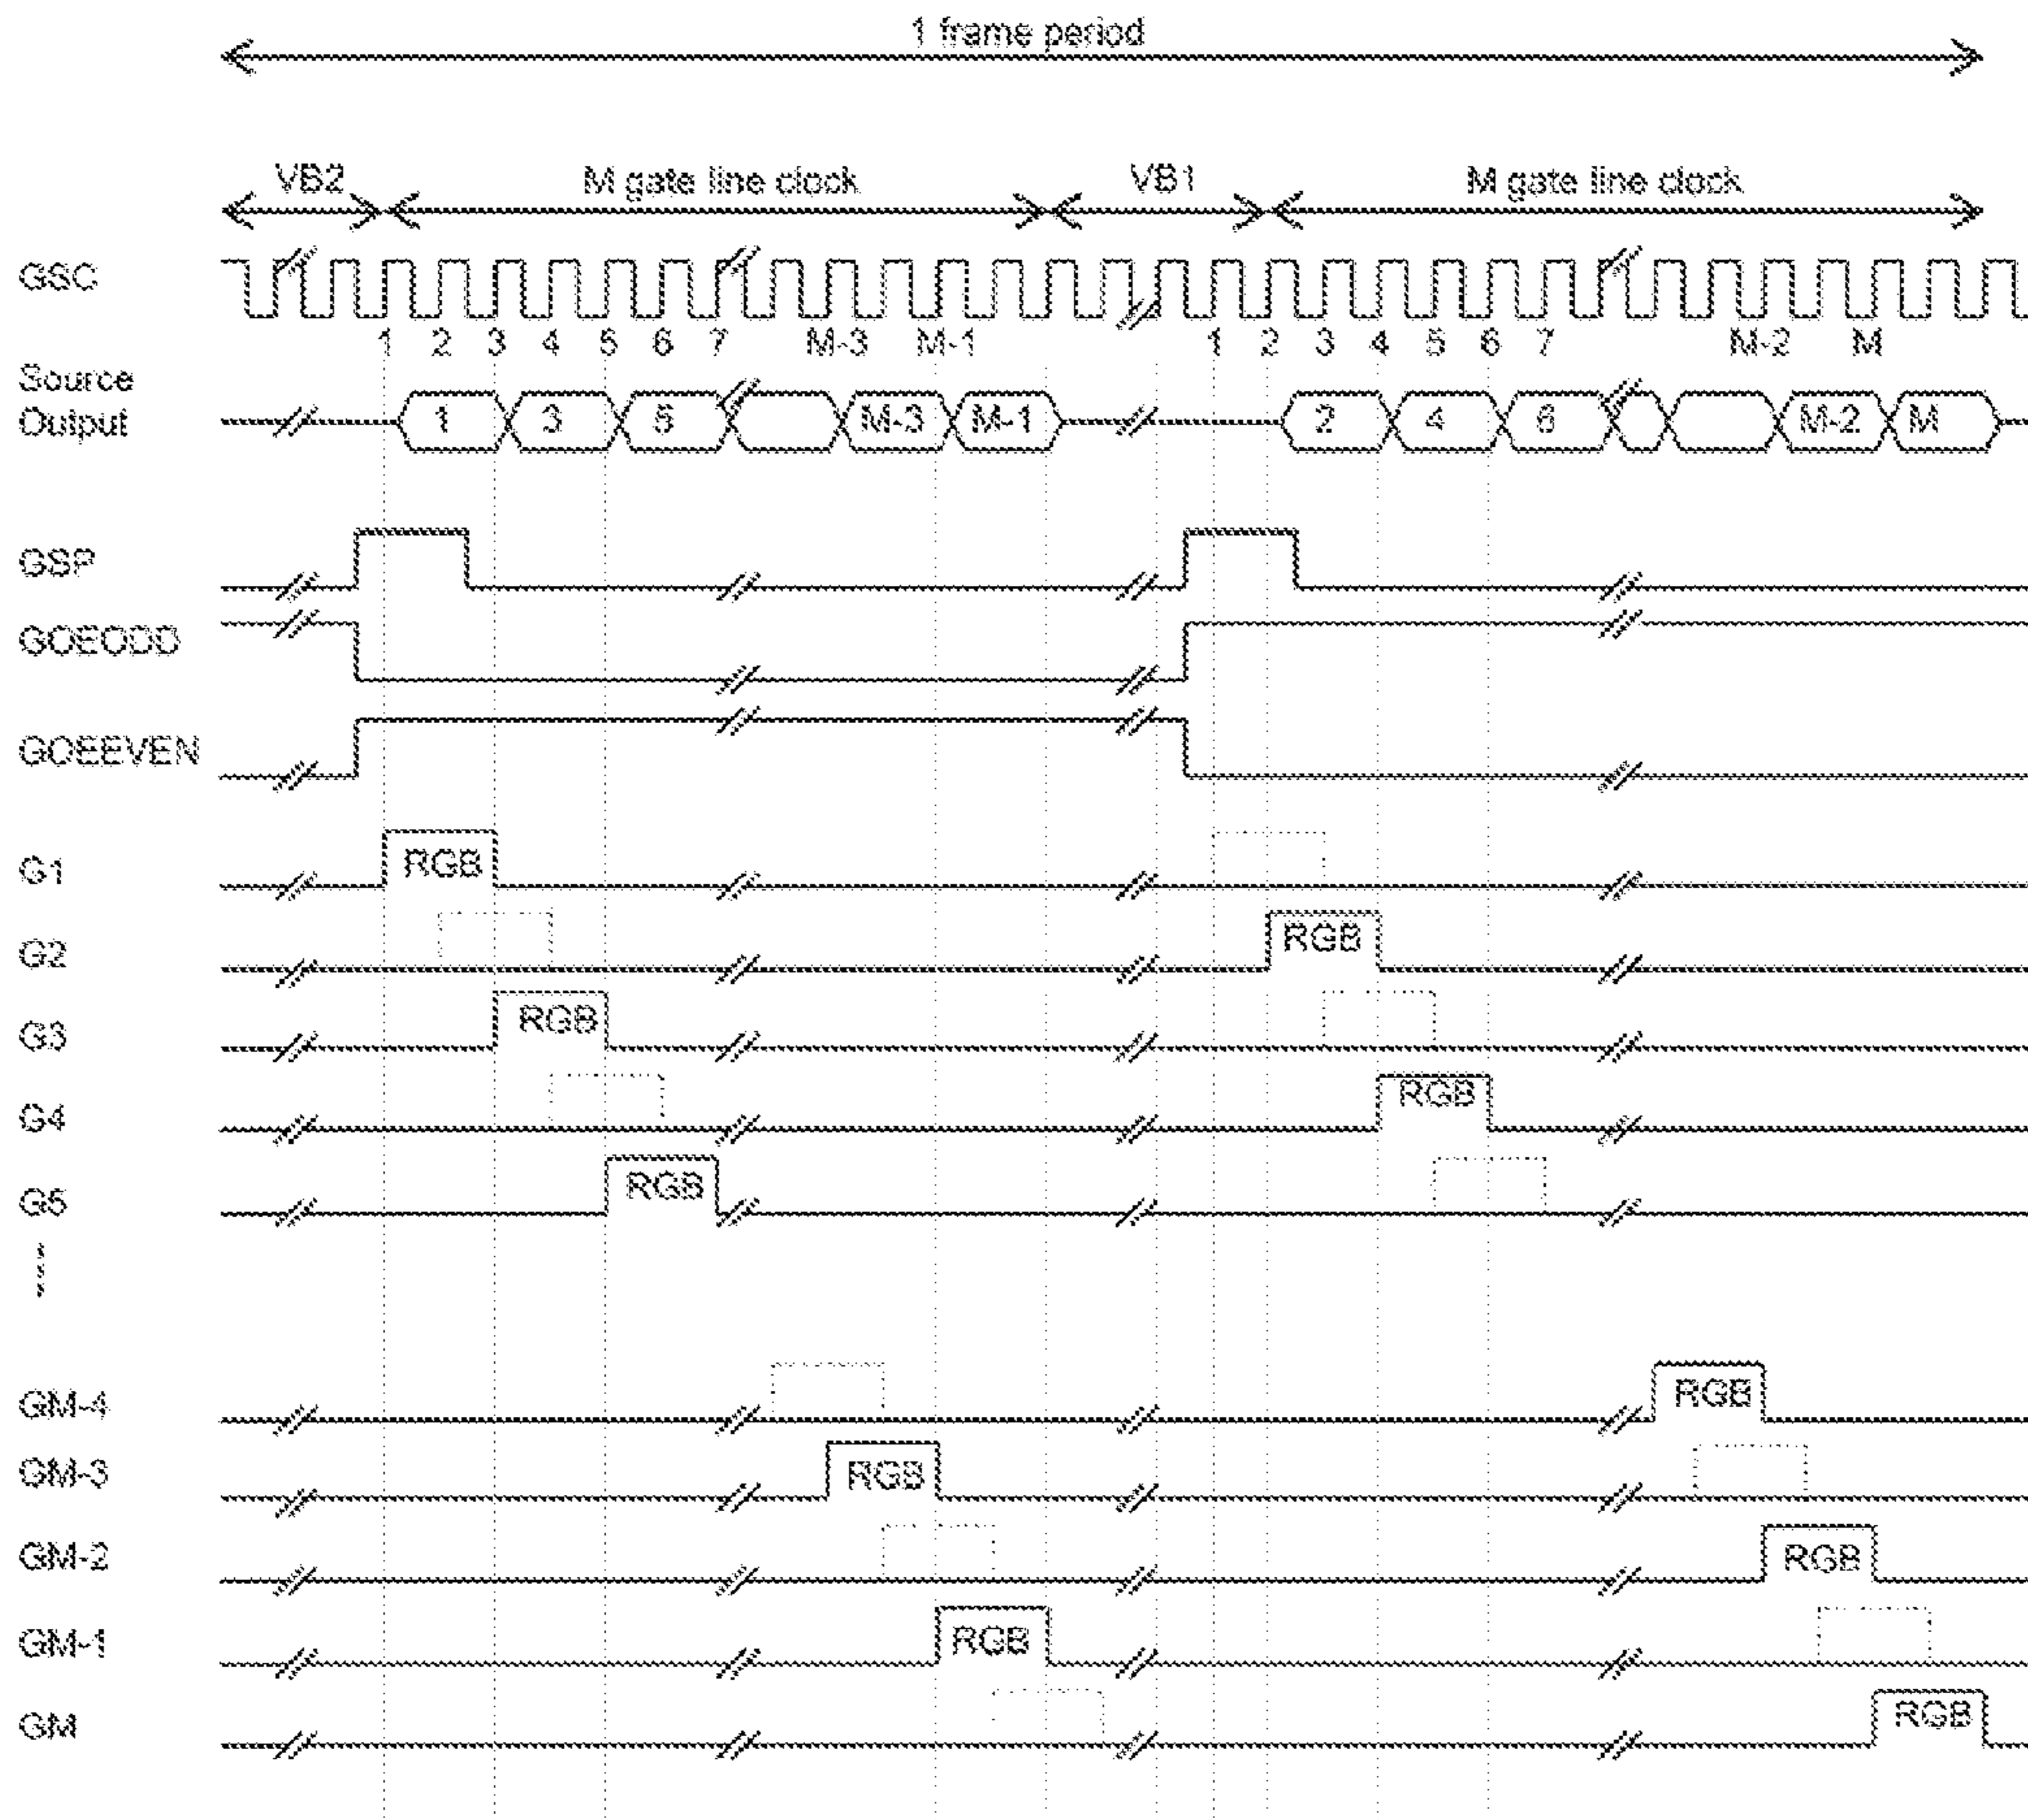 1 frame period
VB2 M gate line clock VB1 M gate line clock
GSC
1 2 3 4 5 6 7 M-3 M-1 1 2 3 4 5 6 7 M-2 M
Source
Output
1 3 5 M-3 M-1 2 4 6 M-2 M
GSP
GOEODD
GOEEVEN
G1 RGB
G2 RGB
G3 RGB
G4 RGB
G5 RGB
GM-4 RGB
GM-3 RGB
GM-2 RGB
GM-1 RGB
GM RGB